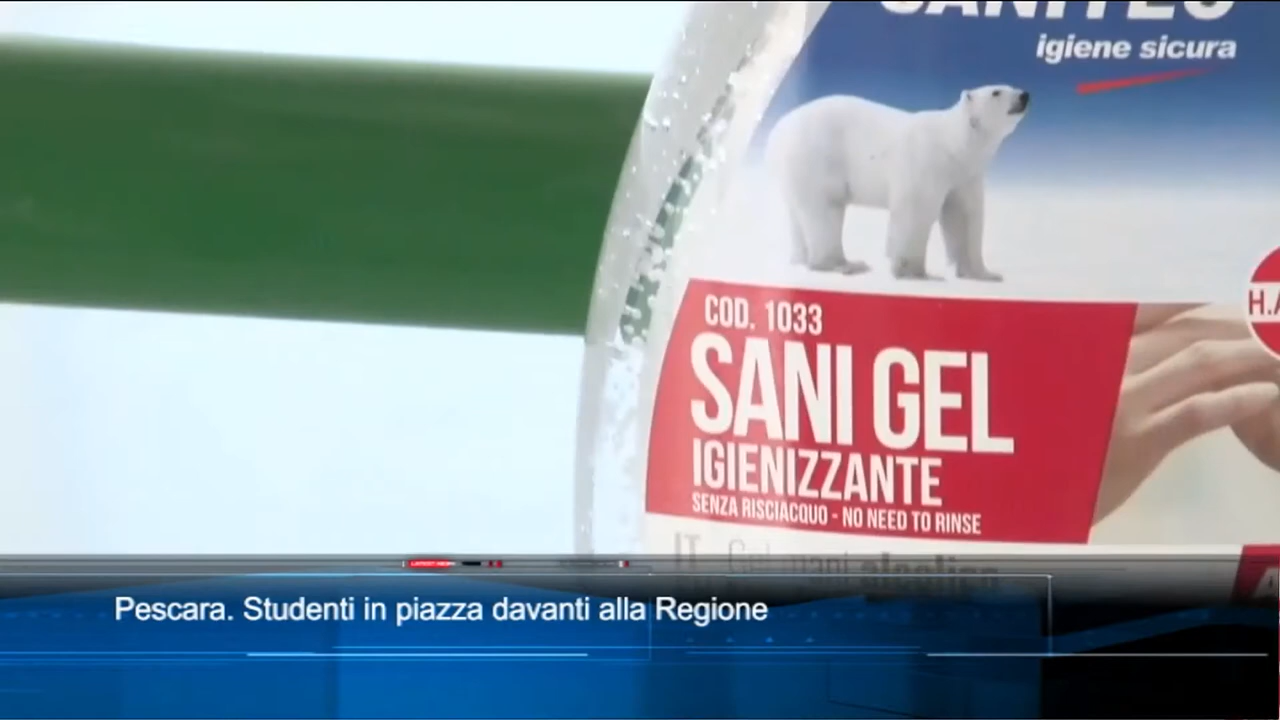 igiene sicura
COD. 1033
SANI GEL
IGIENIZZANTE
SENZA RISCIACQUO - NO NEED TO RINSE
IT
Pescara. Studenti in piazza davanti alla Regione